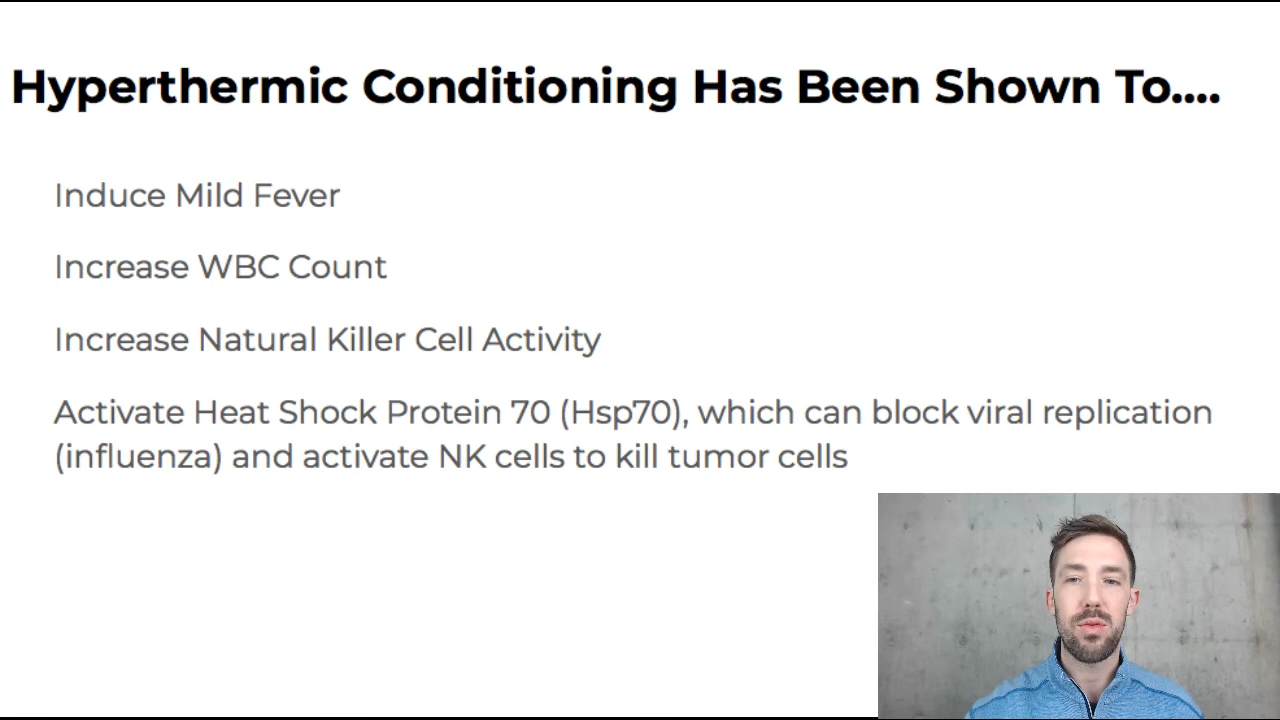 Hyperthermic Conditioning Has Been Shown To....
Induce Mild Fever
Increase WBC Count
Increase Natural Killer Cell Activity
Activate Heat Shock Protein 70 (Hsp70), which can block viral replication
(influenza) and activate NK cells to kill tumor cells